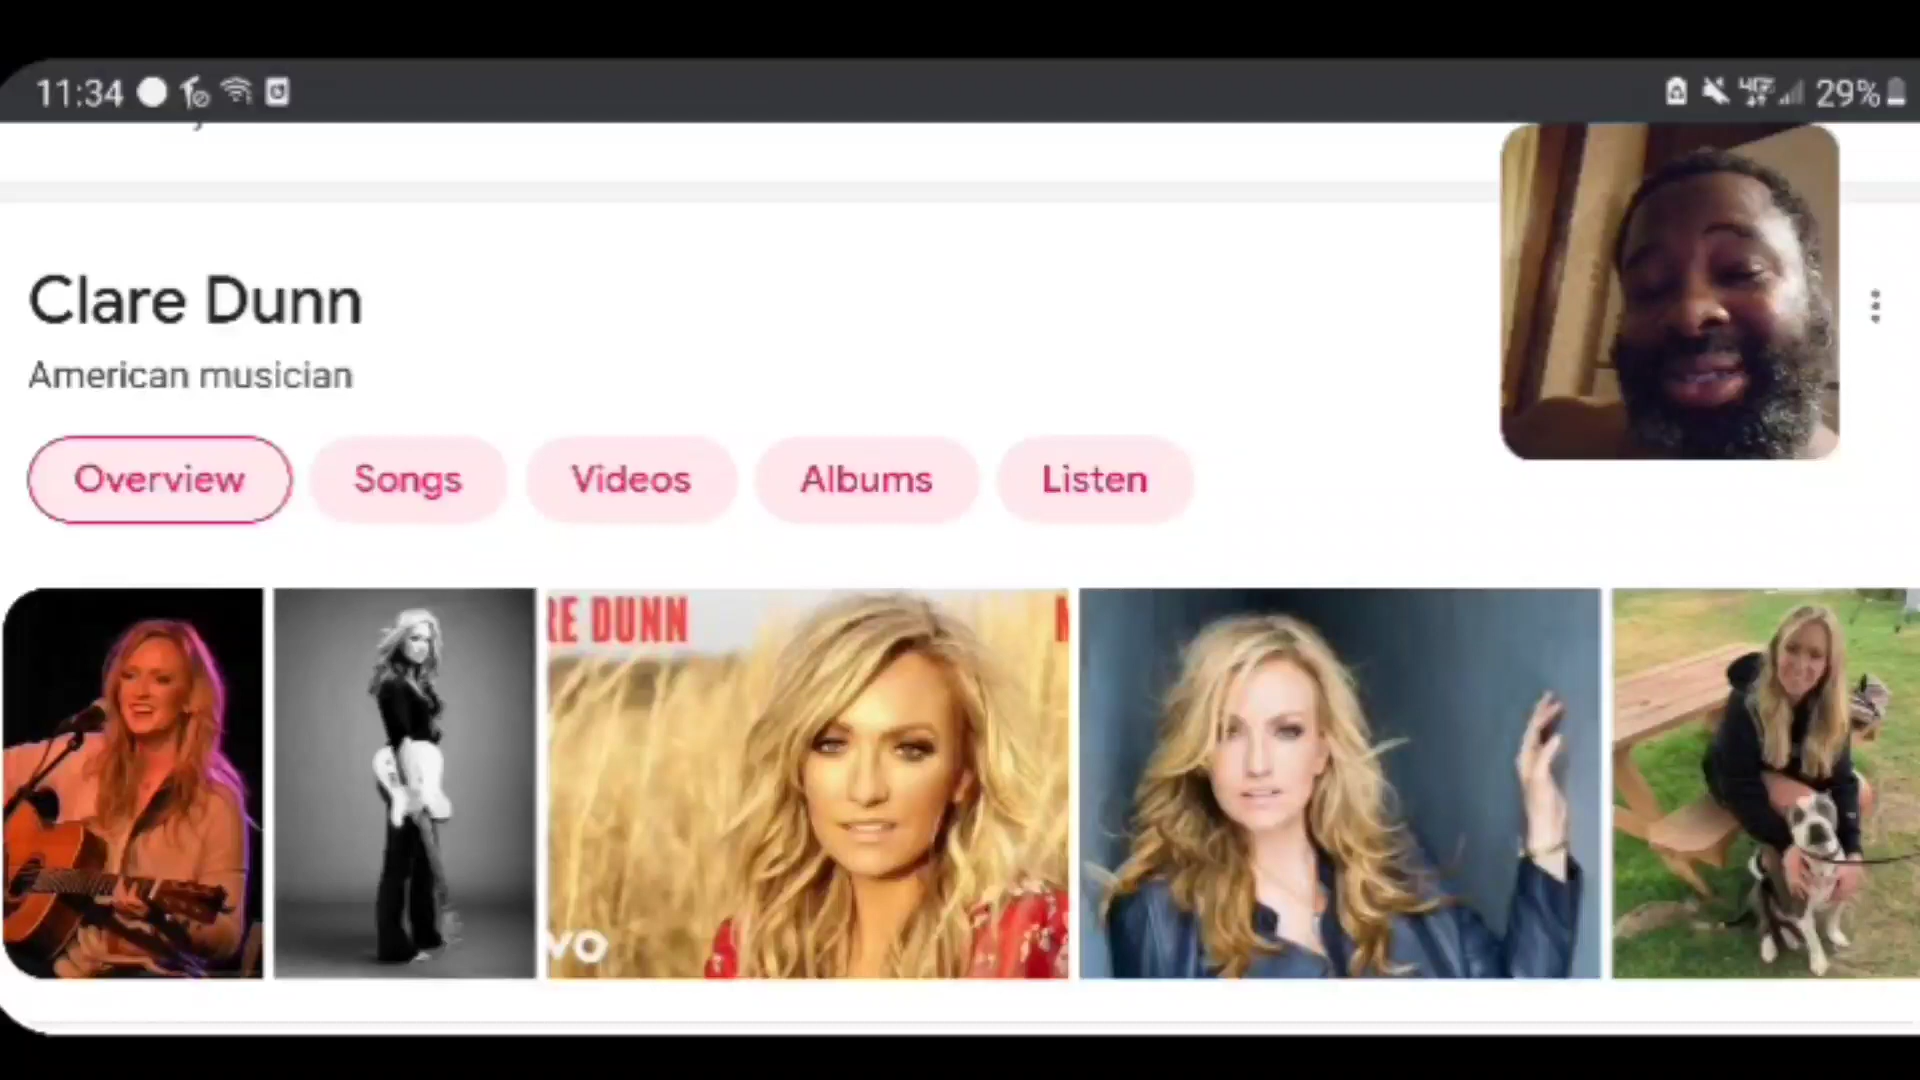 11:34
29%
Clare Dunn
American musician
Overview
Songs
Videos
Albums
Listen
RE DUNN
VO